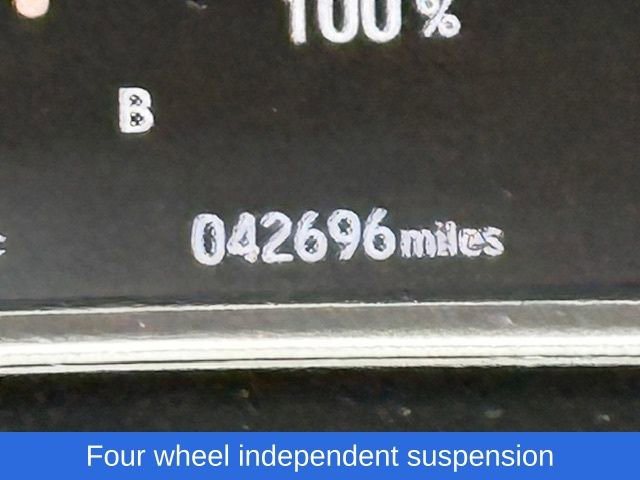 100%
B
042696 miles
Four wheel independent suspension